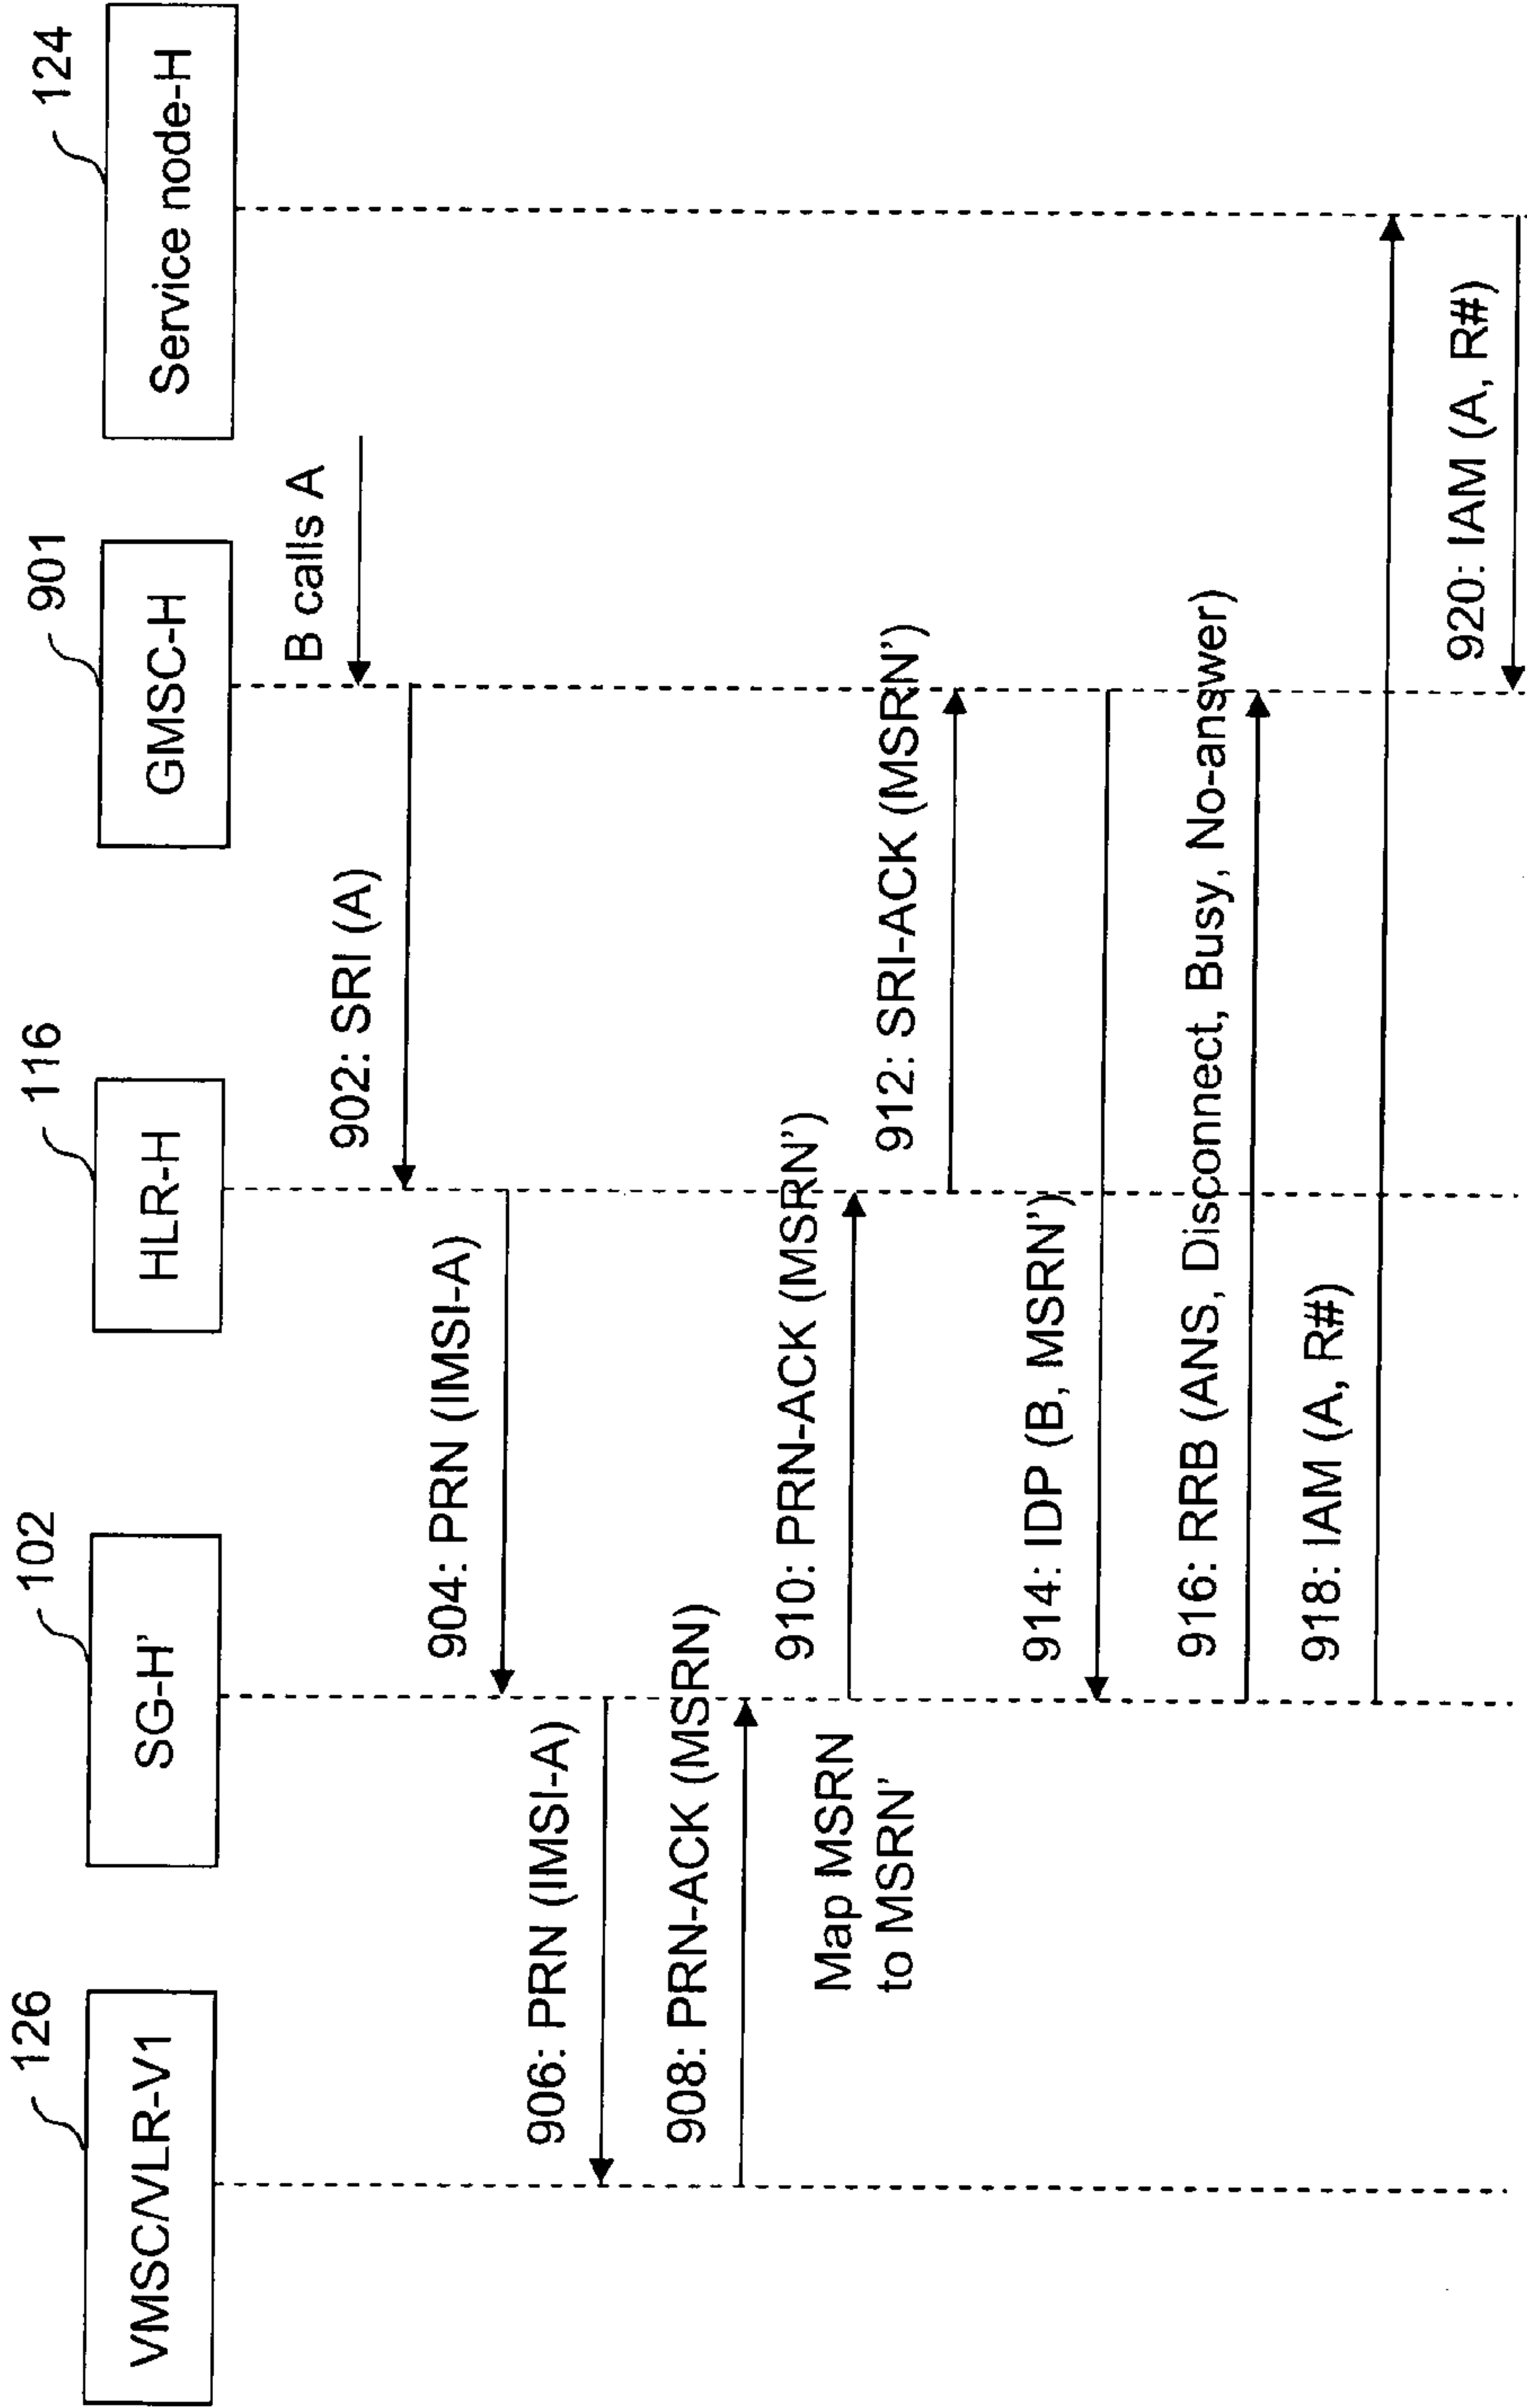 126
VMSC/VLR-V1
102
SG-H'
116
HLR-H
901
GMSC-H
124
Service node-H
B calls A
902: SRI (A)
904: PRN (IMSI-A)
906: PRN (IMSI-A)
908: PRN-ACK (MSRN)
Map MSRN
to MSRN'
910: PRN-ACK (MSRN')
912: SRI-ACK (MSRN')
914: IDP (B, MSRN')
916: RRB (ANS, Disconnect, Busy, No-answer)
918: IAM (A, R#)
920: IAM (A, R#)